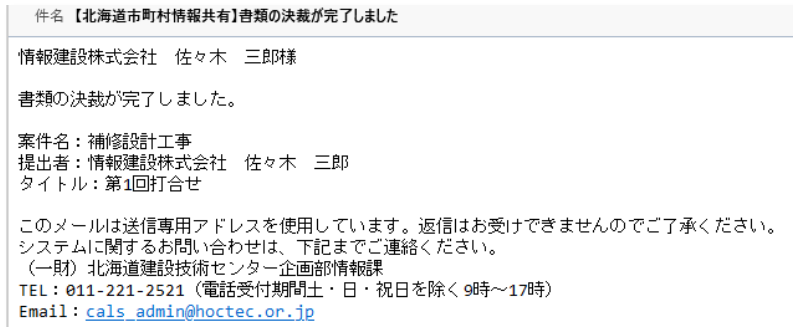 件名 【北海道市町村情報共有】書類の決裁が完了しました
情報建設株式会社　佐々木　三郎様
書類の決裁が完了しました。
案件名：補修設計工事
提出者：情報建設株式会社　佐々木　三郎
タイトル：第1回打合せ
このメールは送信専用アドレスを使用しています。返信はお受けできませんのでご了承ください。
システムに関するお問い合わせは、下記までご連絡ください。
（一財）北海道建設技術センター企画部情報課
TEL：011-221-2521（電話受付期間土・日・祝日を除く9時～17時）
Email：cals_admin@hoctec.or.jp